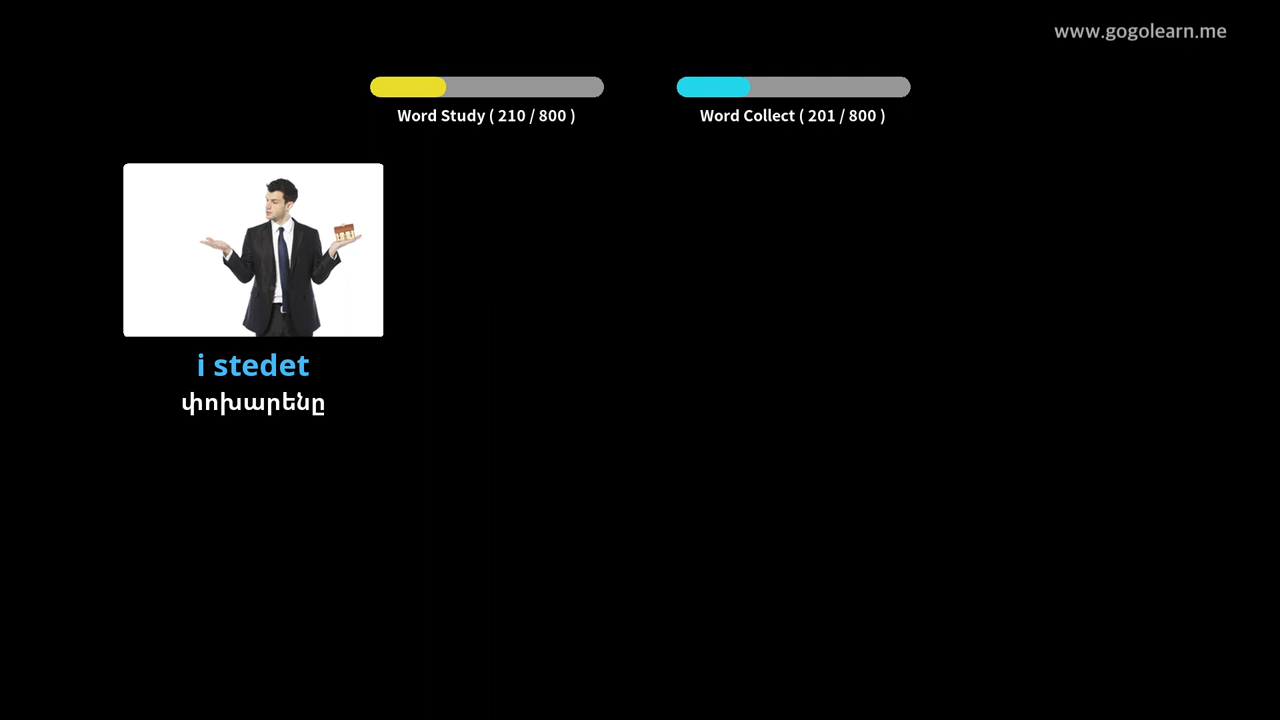 www.gogolearn.me
Word Study ( 210 / 800 )
Word Collect ( 201 / 800 )
i stedet
փոխարենը